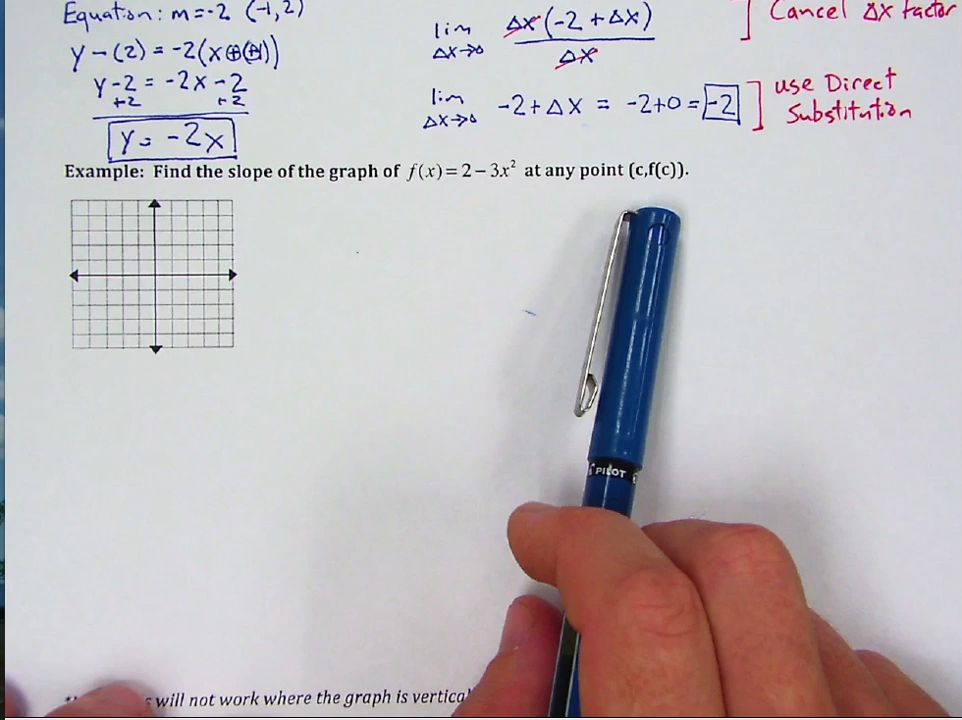 Equation: m=-2 (-1,2)
y-(2) = -2(x⊕(+1))
y-2 = -2x-2
+2 +2
y= -2x
lim Δx→0 Δx(-2+Δx) / Δx ] Cancel Δx factor
lim Δx→0 -2+Δx = -2+0 = -2 ] use Direct
Substitution
Example: Find the slope of the graph of f(x)=2-3x² at any point (c,f(c)).
PILOT
will not work where the graph is vertical